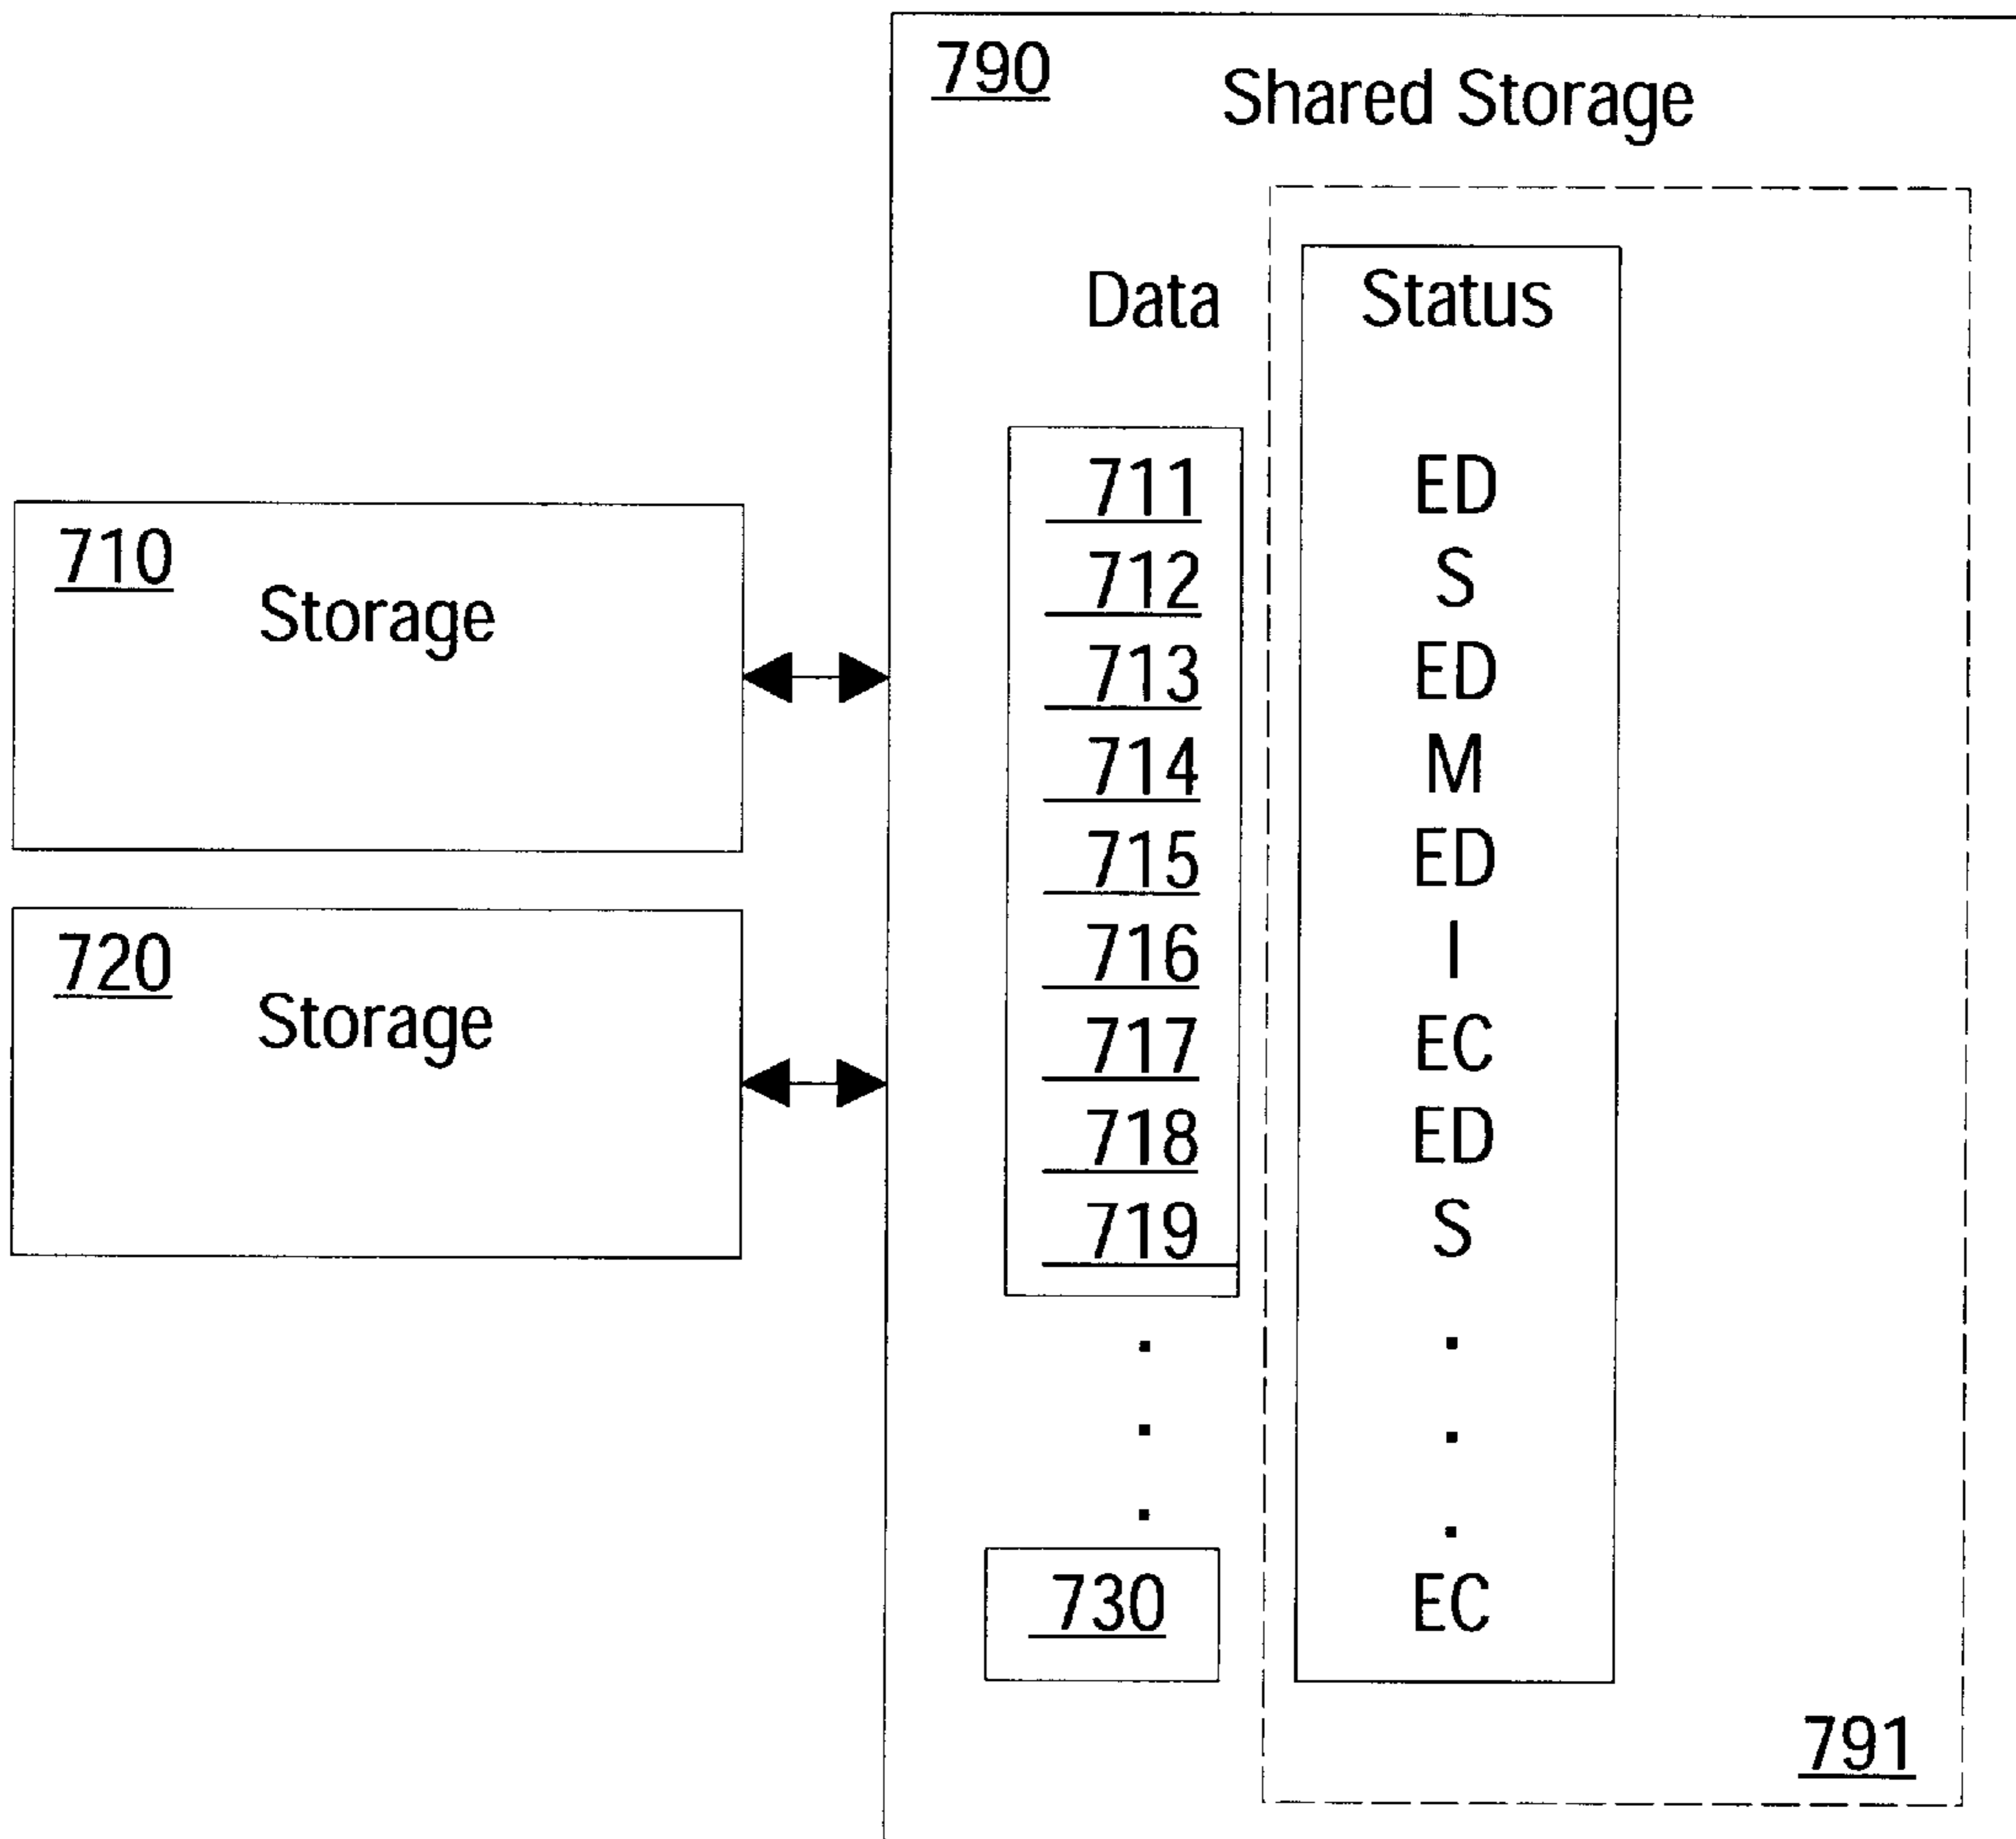 790
Shared Storage
Data Status
711 ED
712 S
713 ED
714 M
715 ED
716 I
717 EC
718 ED
719 S
.
.
.
730 EC
791
710
Storage
720
Storage